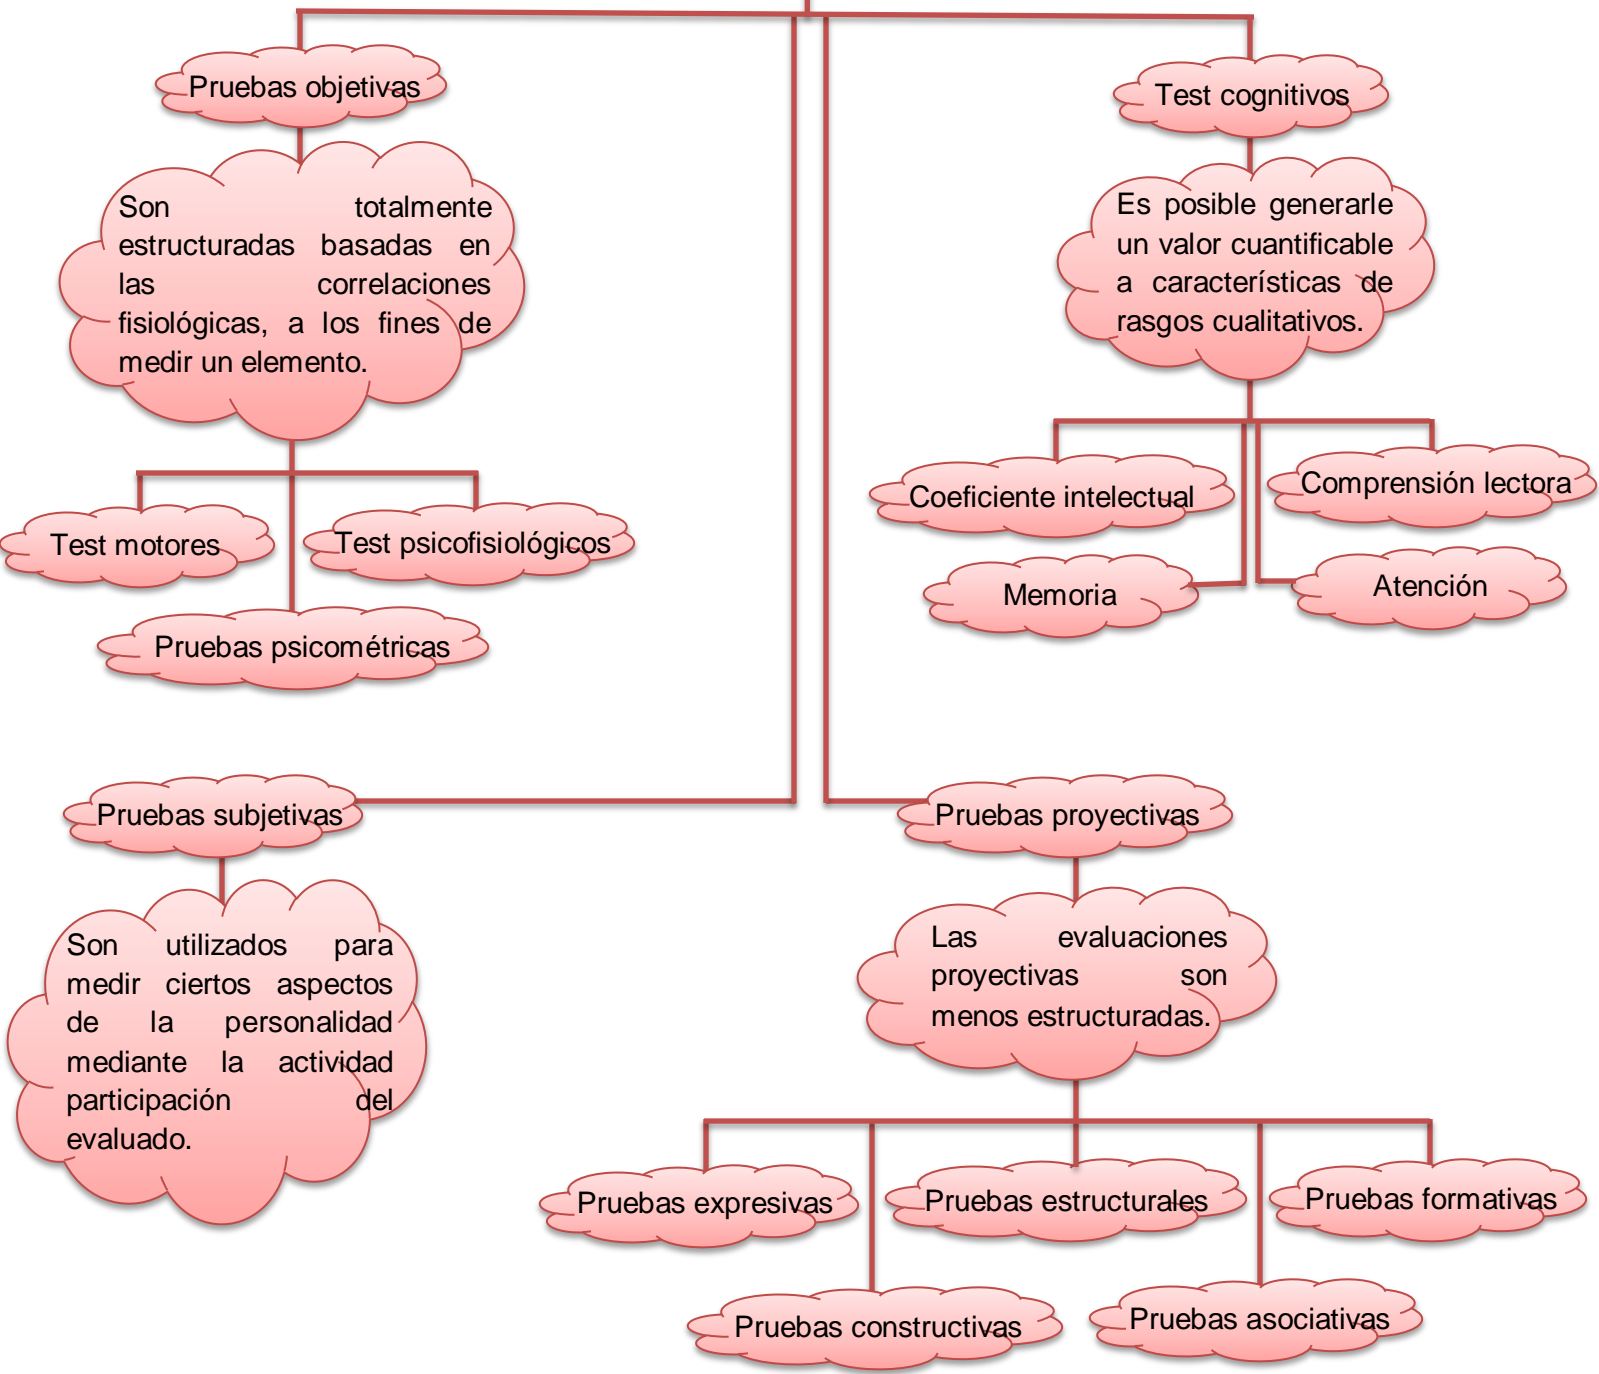 Pruebas objetivas
Son totalmente
estructuradas basadas en
las correlaciones
fisiológicas, a los fines de
medir un elemento.
Test motores
Test psicofisiológicos
Pruebas psicométricas
Test cognitivos
Es posible generarle
un valor cuantificable
a características de
rasgos cualitativos.
Coeficiente intelectual
Comprensión lectora
Memoria
Atención
Pruebas subjetivas
Son utilizados para
medir ciertos aspectos
de la personalidad
mediante la actividad
participación del
evaluado.
Pruebas proyectivas
Las evaluaciones
proyectivas son
menos estructuradas.
Pruebas expresivas
Pruebas estructurales
Pruebas formativas
Pruebas constructivas
Pruebas asociativas